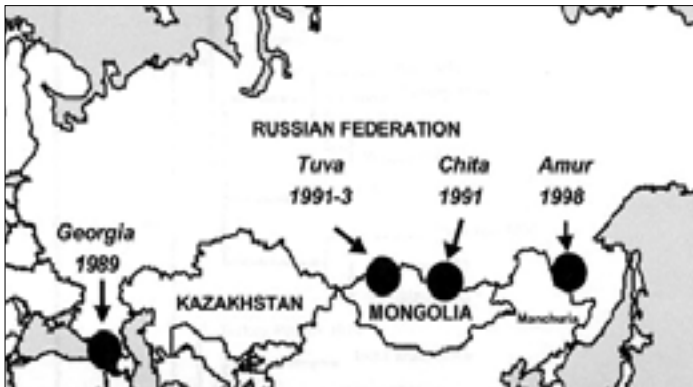 RUSSIAN FEDERATION
Tuva
1991-3
Chita
1991
Amur
1998
Georgia
1989
KAZAKHSTAN
MONGOLIA
Manchuria